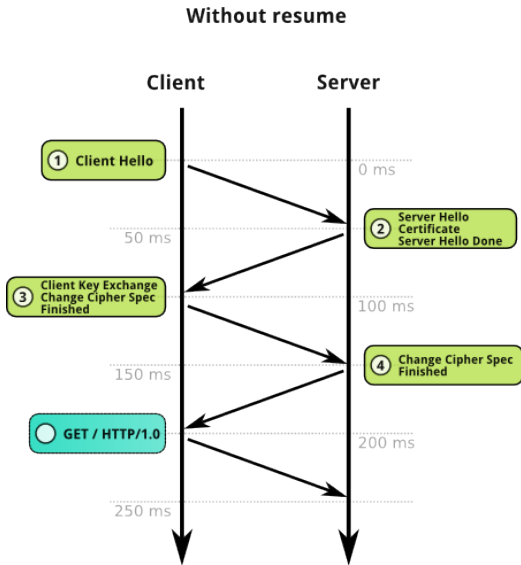 Without resume
Client
Server
1 Client Hello
0 ms
50 ms
2 Server Hello
Certificate
Server Hello Done
3 Client Key Exchange
Change Cipher Spec
Finished
100 ms
150 ms
4 Change Cipher Spec
Finished
GET / HTTP/1.0
200 ms
250 ms